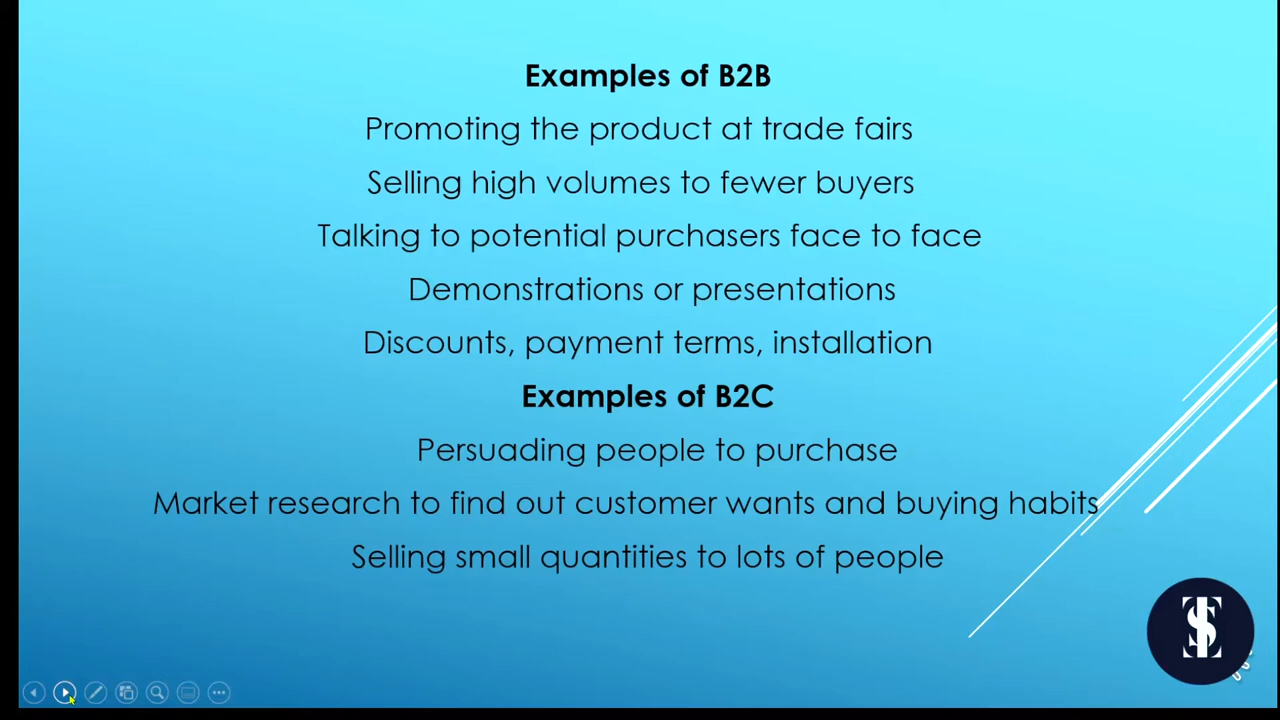 Examples of B2B
Promoting the product at trade fairs
Selling high volumes to fewer buyers
Talking to potential purchasers face to face
Demonstrations or presentations
Discounts, payment terms, installation
Examples of B2C
Persuading people to purchase
Market research to find out customer wants and buying habits
Selling small quantities to lots of people